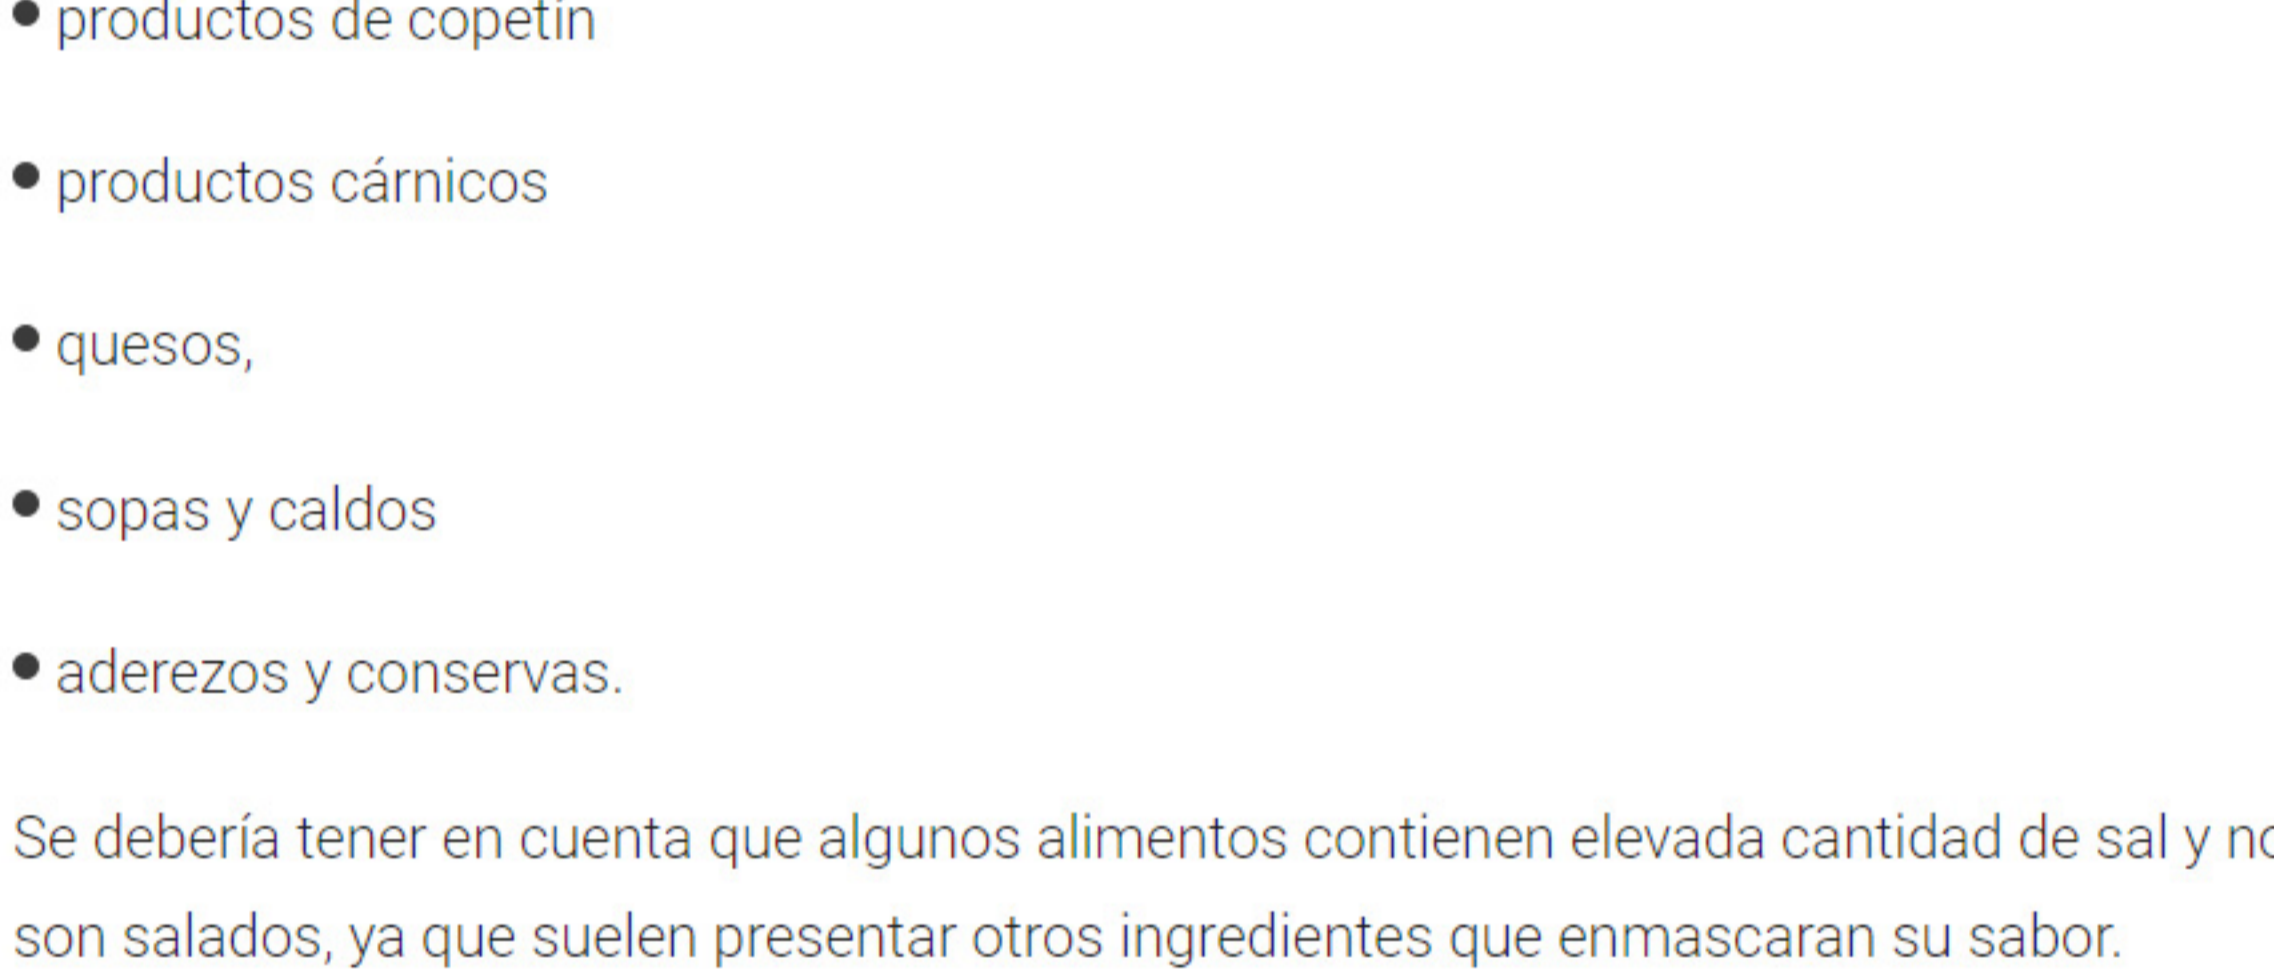 • productos de copetín
• productos cárnicos
• quesos,
• sopas y caldos
• aderezos y conservas.
Se debería tener en cuenta que algunos alimentos contienen elevada cantidad de sal y
son salados, ya que suelen presentar otros ingredientes que enmascaran su sabor.